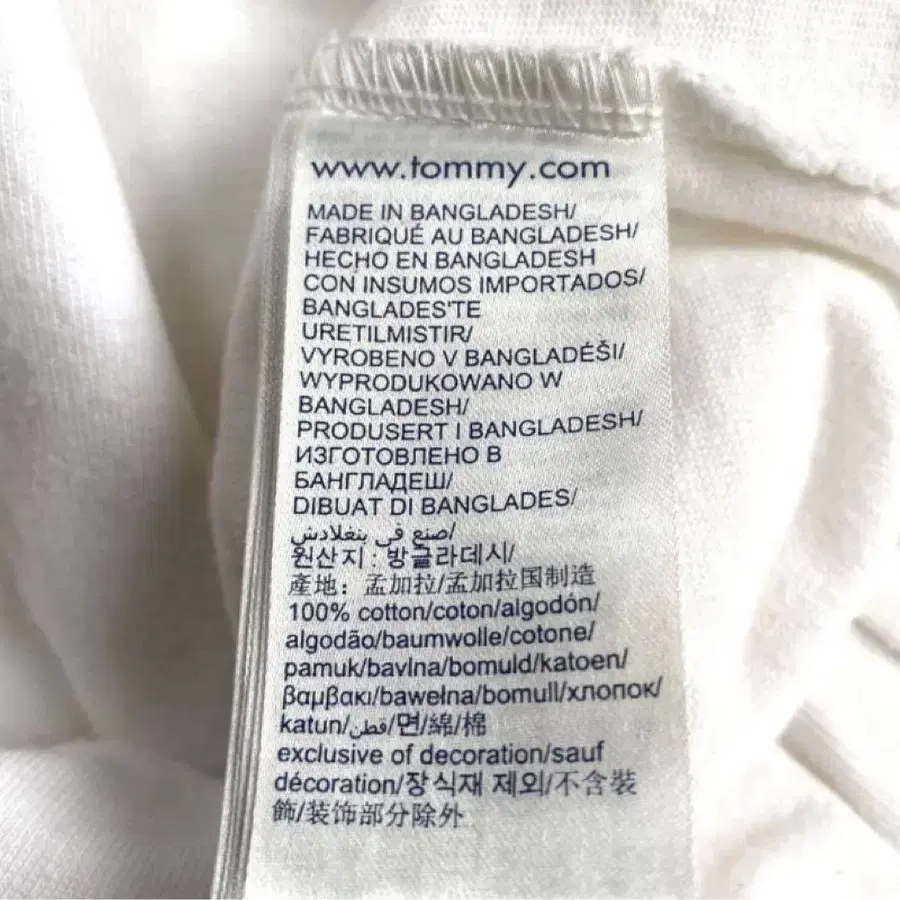 www.tommy.com
MADE IN BANGLADESH/
FABRIQUÉ AU BANGLADESH/
HECHO EN BANGLADESH
CON INSUMOS IMPORTADOS/
BANGLADES'TE
URETILMISTIR/
VYROBENO V BANGLADÉŠI/
WYPRODUKOWANO W
BANGLADESH/
PRODUSERT I BANGLADESH/
ИЗГОТОВЛЕНО В
БАНГЛАДЕШ/
DIBUAT DI BANGLADES/
صنع في بنغلادش/
원산지 : 방글라데시/
產地: 孟加拉/孟加拉国制造
100% cotton/coton/algodón/
algodão/baumwolle/cotone/
pamuk/bavlna/bomuld/katoen/
βαμβακι/bawełna/bomull/хлопок/
katun/قطن/면/綿/棉
exclusive of decoration/sauf
décoration/장식재 제외/不含裝
飾/装饰部分除外